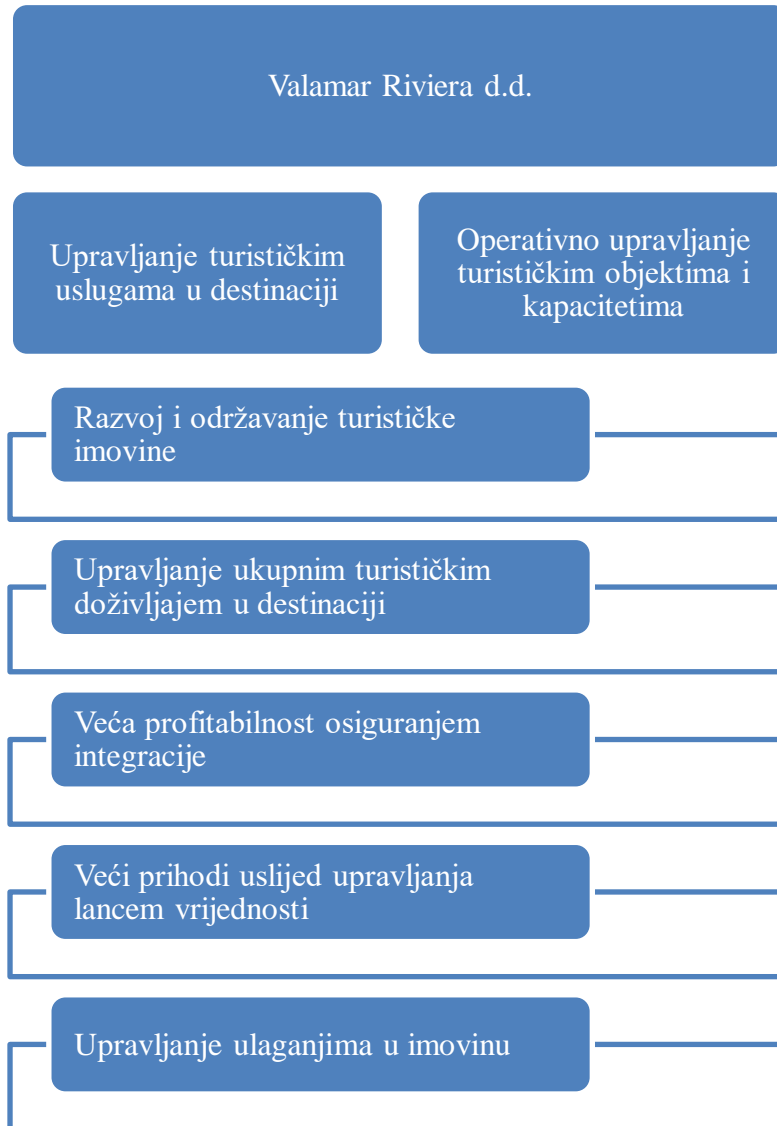 Valamar Riviera d.d.
Upravljanje turističkim
uslugama u destinaciji
Operativno upravljanje
turističkim objektima i
kapacitetima
Razvoj i održavanje turističke
imovine
Upravljanje ukupnim turističkim
doživljajem u destinaciji
Veća profitabilnost osiguranjem
integracije
Veći prihodi uslijed upravljanja
lancem vrijednosti
Upravljanje ulaganjima u imovinu